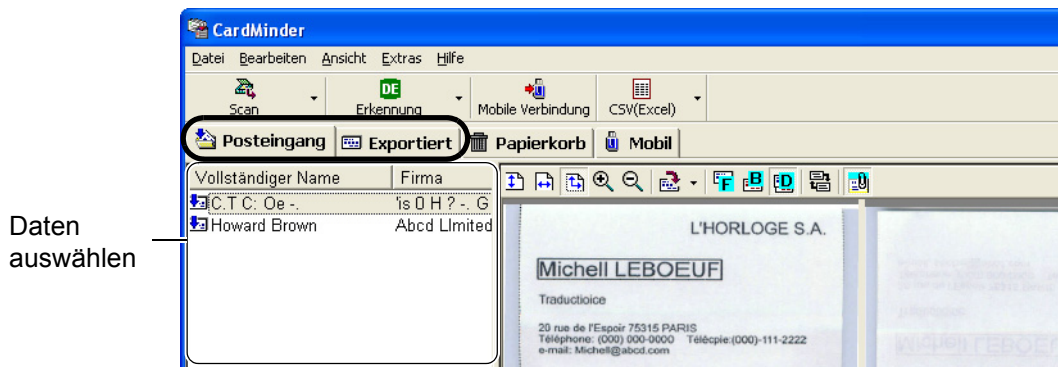 CardMinder
Datei Bearbeiten Ansicht Extras Hilfe
Scan Erkennung Mobile Verbindung CSV(Excel)
DE
Posteingang Exportiert Papierkorb Mobil
Vollständiger Name Firma
F B D
C.T C: Oe -. 'is 0 H ? -. G
Howard Brown Abcd LImited
Daten
auswählen
L'HORLOGE S.A.
Michell LEBOEUF
Traductioice
20 rue de l'Espoir 75315 PARIS
Téléphone: (000) 000-0000 Télécpie:(000)-111-2222
e-mail: Michell@abcd.com